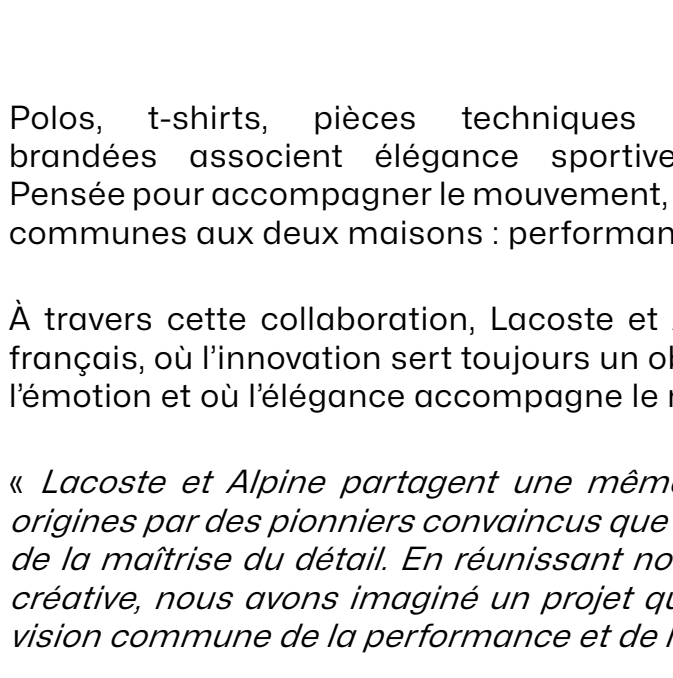 Polos, t-shirts, pièces techniques
brandées associent élégance sportive
Pensée pour accompagner le mouvement,
communes aux deux maisons : performan
À travers cette collaboration, Lacoste et
français, où l’innovation sert toujours un
l’émotion et où l’élégance accompagne le
« Lacoste et Alpine partagent une même
origines par des pionniers convaincus que
de la maîtrise du détail. En réunissant no
créative, nous avons imaginé un projet
vision commune de la performance et de